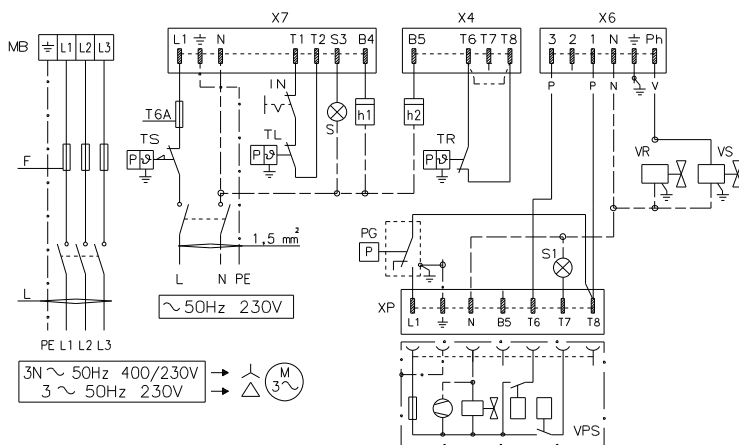 X7 X4 X6
MB ⏚ L1 L2 L3
L1 ⏚ N T1 T2 S3 B4
B5 T6 T7 T8
3 2 1 N ⏚ Ph
P P N V
IN
T6A
S
h1
h2
TS
P ϑ
TL
P ϑ
TR
P ϑ
VR VS
F
1,5 mm²
L
L N PE
PG
P
S1
~ 50Hz 230V
XP
L1 ⏚ N B5 T6 T7 T8
PE L1 L2 L3
3N ~ 50Hz 400/230V
3 ~ 50Hz 230V
M
3~
VPS